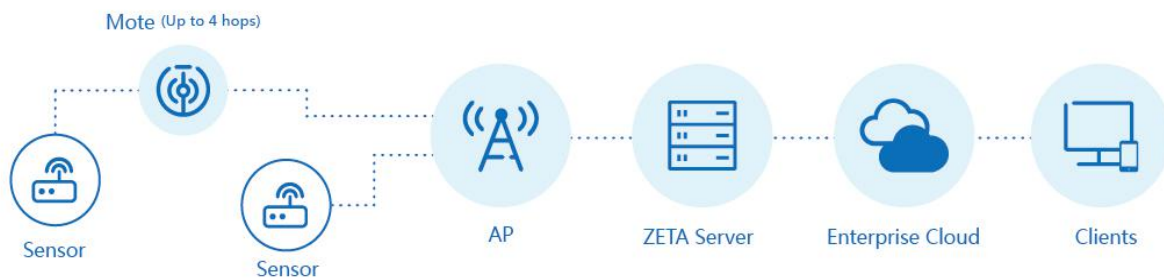 Mote (Up to 4 hops)
Sensor
Sensor
AP
ZETA Server
Enterprise Cloud
Clients